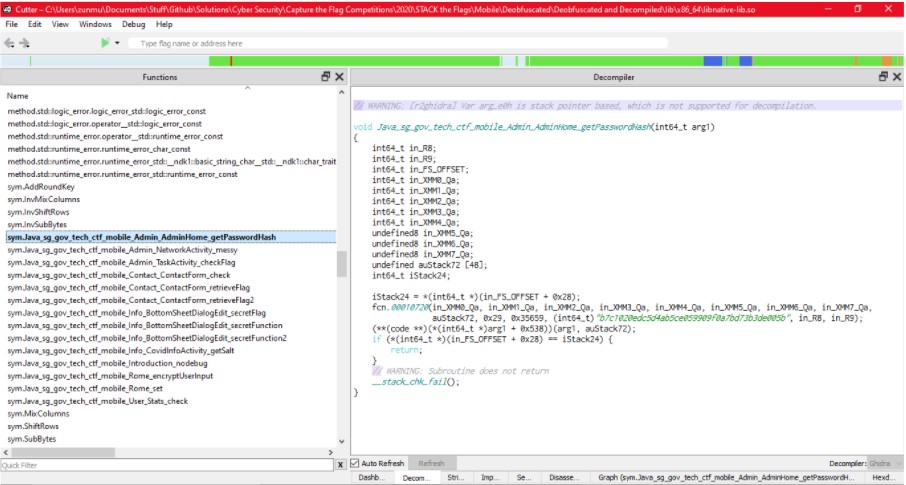 Cutter – C:\Users\zunmu\Documents\Stuff\Github\Solutions\Cyber Security\Capture the Flag Competitions\2020\STACK the Flags\Mobile\Deobfuscated\Deobfuscated and Decompiled\lib\x86_64\libnative-lib.so
File Edit View Windows Debug Help
Type flag name or address here
Functions
Decompiler
Name
method.std::logic_error.logic_error_std::logic_error_const
method.std::logic_error.operator__std::logic_error_const
method.std::runtime_error.operator_std::runtime_error_const
method.std::runtime_error.runtime_error_char_const
method.std::runtime_error.runtime_error_std::__ndk1::basic_string_char__std::__ndk1::char_trait
method.std::runtime_error.runtime_error_std::runtime_error_const
sym.AddRoundKey
sym.InvMixColumns
sym.InvShiftRows
sym.InvSubBytes
sym.Java_sg_gov_tech_ctf_mobile_Admin_AdminHome_getPasswordHash
sym.Java_sg_gov_tech_ctf_mobile_Admin_NetworkActivity_messy
sym.Java_sg_gov_tech_ctf_mobile_Admin_TaskActivity_checkFlag
sym.Java_sg_gov_tech_ctf_mobile_Contact_ContactForm_check
sym.Java_sg_gov_tech_ctf_mobile_Contact_ContactForm_retrieveFlag
sym.Java_sg_gov_tech_ctf_mobile_Contact_ContactForm_retrieveFlag2
sym.Java_sg_gov_tech_ctf_mobile_Info_BottomSheetDialogEdit_secretFlag
sym.Java_sg_gov_tech_ctf_mobile_Info_BottomSheetDialogEdit_secretFunction
sym.Java_sg_gov_tech_ctf_mobile_Info_BottomSheetDialogEdit_secretFunction2
sym.Java_sg_gov_tech_ctf_mobile_Info_CovidInfoActivity_getSalt
sym.Java_sg_gov_tech_ctf_mobile_Introduction_nodebug
sym.Java_sg_gov_tech_ctf_mobile_Rome_encryptUserInput
sym.Java_sg_gov_tech_ctf_mobile_Rome_set
sym.Java_sg_gov_tech_ctf_mobile_User_Stats_check
sym.MixColumns
sym.ShiftRows
sym.SubBytes
Quick Filter
X
// WARNING: [r2ghidra] Var arg_e0h is stack pointer based, which is not supported for decompilation.
void Java_sg_gov_tech_ctf_mobile_Admin_AdminHome_getPasswordHash(int64_t arg1)
{
int64_t in_R8;
int64_t in_R9;
int64_t in_FS_OFFSET;
int64_t in_XMM0_Qa;
int64_t in_XMM1_Qa;
int64_t in_XMM2_Qa;
int64_t in_XMM3_Qa;
int64_t in_XMM4_Qa;
undefined8 in_XMM5_Qa;
undefined8 in_XMM6_Qa;
undefined8 in_XMM7_Qa;
undefined auStack72 [48];
int64_t iStack24;
iStack24 = *(int64_t *)(in_FS_OFFSET + 0x28);
fcn.00010720(in_XMM0_Qa, in_XMM1_Qa, in_XMM2_Qa, in_XMM3_Qa, in_XMM4_Qa, in_XMM5_Qa, in_XMM6_Qa, in_XMM7_Qa,
auStack72, 0x29, 0x35659, (int64_t)"b7c1020edc5d4ab5ce059909f0a7bd73b3de005b", in_R8, in_R9);
(**(code **)(*(int64_t *)arg1 + 0x538))(arg1, auStack72);
if (*(int64_t *)(in_FS_OFFSET + 0x28) == iStack24) {
return;
}
// WARNING: Subroutine does not return
__stack_chk_fail();
}
Auto Refresh Refresh
Decompiler: Ghidra
Dashb... Decom... Stri... Imp... Se... Disasse... Graph (sym.Java_sg_gov_tech_ctf_mobile_Admin_AdminHome_getPasswordH... Hexd...